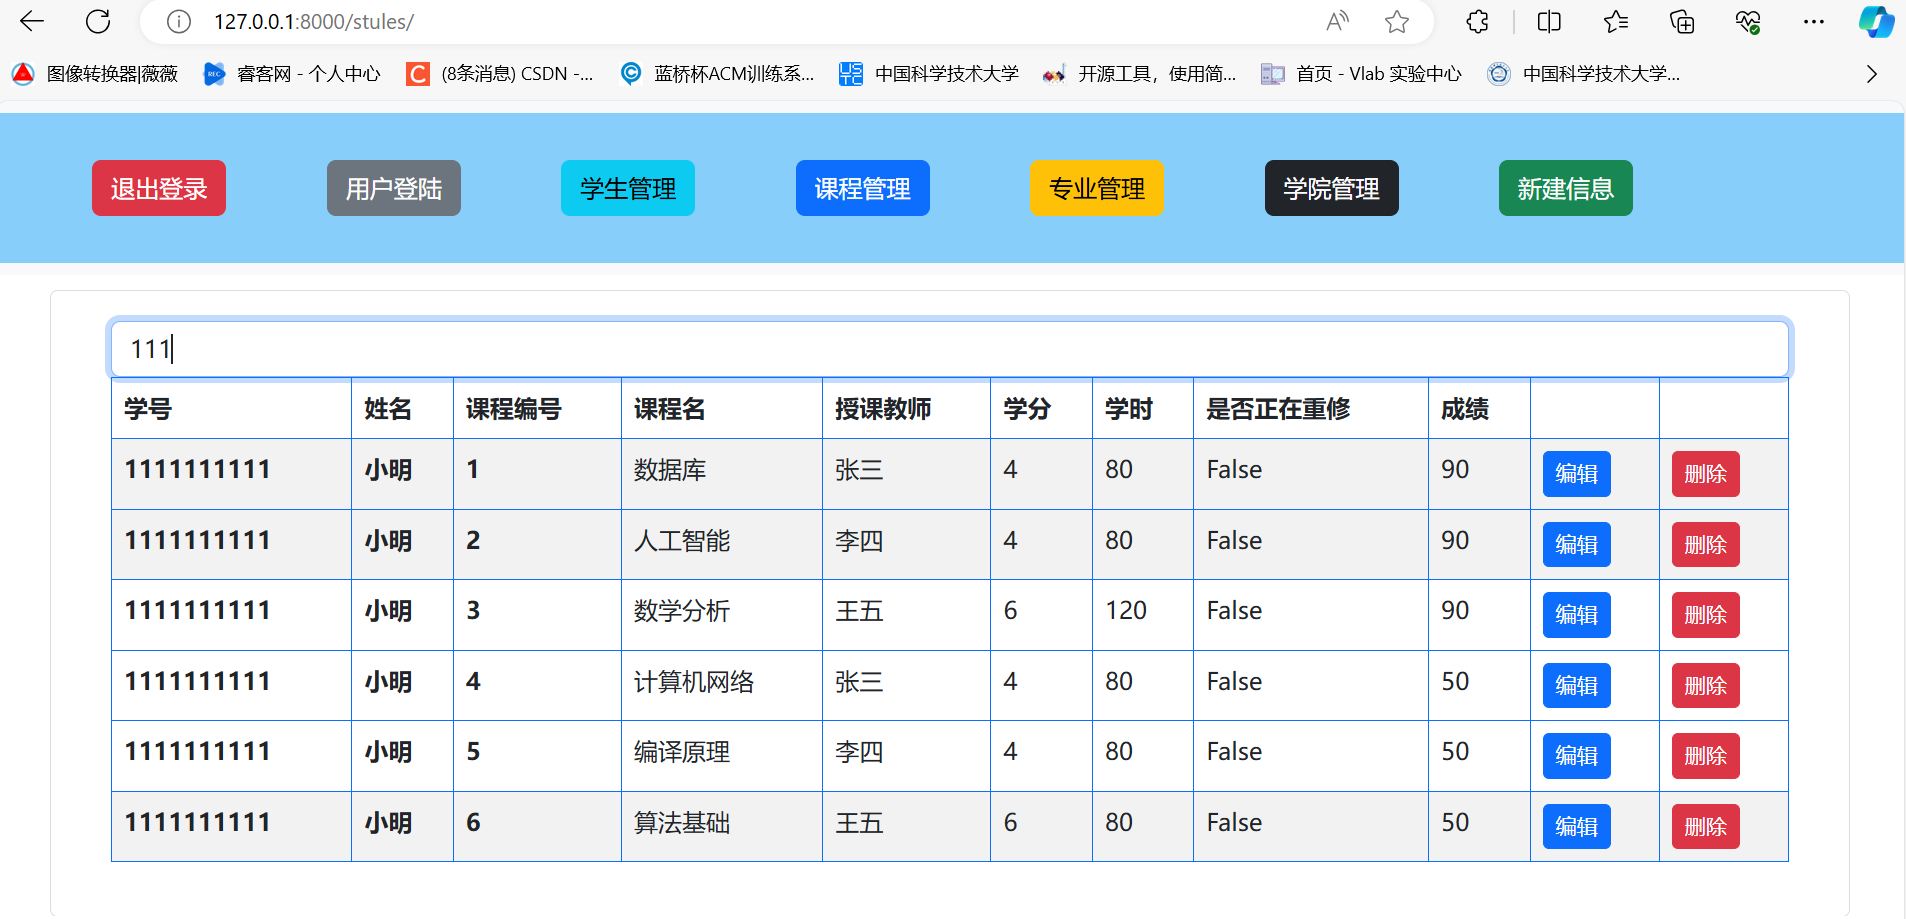 127.0.0.1:8000/stules/
图像转换器|薇薇 睿客网 - 个人中心 (8条消息) CSDN -... 蓝桥杯ACM训练系... 中国科学技术大学 开源工具，使用简... 首页 - Vlab 实验中心 中国科学技术大学...
退出登录 用户登陆 学生管理 课程管理 专业管理 学院管理 新建信息
111
学号 姓名 课程编号 课程名 授课教师 学分 学时 是否正在重修 成绩
1111111111 小明 1 数据库 张三 4 80 False 90 编辑 删除
1111111111 小明 2 人工智能 李四 4 80 False 90 编辑 删除
1111111111 小明 3 数学分析 王五 6 120 False 90 编辑 删除
1111111111 小明 4 计算机网络 张三 4 80 False 50 编辑 删除
1111111111 小明 5 编译原理 李四 4 80 False 50 编辑 删除
1111111111 小明 6 算法基础 王五 6 80 False 50 编辑 删除